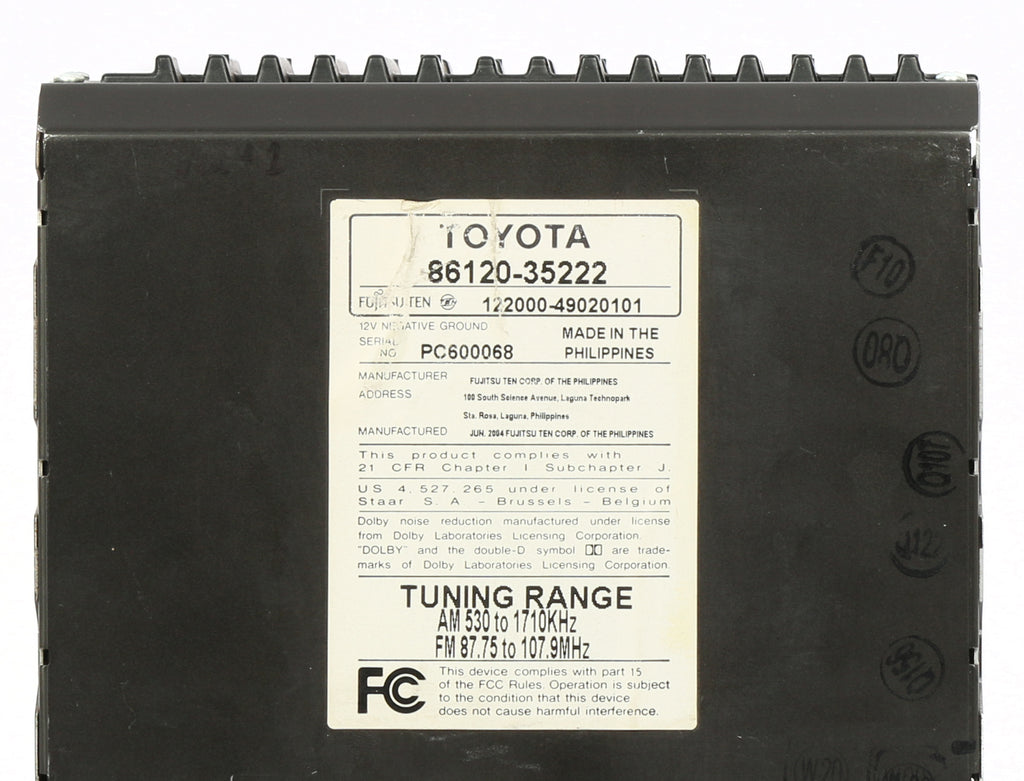 TOYOTA
86120-35222
FUJITSU TEN 122000-49020101
12V NEGATIVE GROUND
SERIAL NO PC600068
MADE IN THE PHILIPPINES
MANUFACTURER FUJITSU TEN CORP. OF THE PHILIPPINES
ADDRESS 100 South Science Avenue, Laguna Technopark
Sta. Rosa, Laguna, Philippines
MANUFACTURED JUN. 2004 FUJITSU TEN CORP. OF THE PHILIPPINES
This product complies with
21 CFR Chapter I Subchapter J.
US 4,527,265 under license of
Staar S. A. - Brussels - Belgium
Dolby noise reduction manufactured under license
from Dolby Laboratories Licensing Corporation.
"DOLBY" and the double-D symbol are trade-
marks of Dolby Laboratories Licensing Corporation.
TUNING RANGE
AM 530 to 1710KHz
FM 87.75 to 107.9MHz
FC This device complies with part 15
of the FCC Rules. Operation is subject
to the condition that this device
does not cause harmful interference.
F10